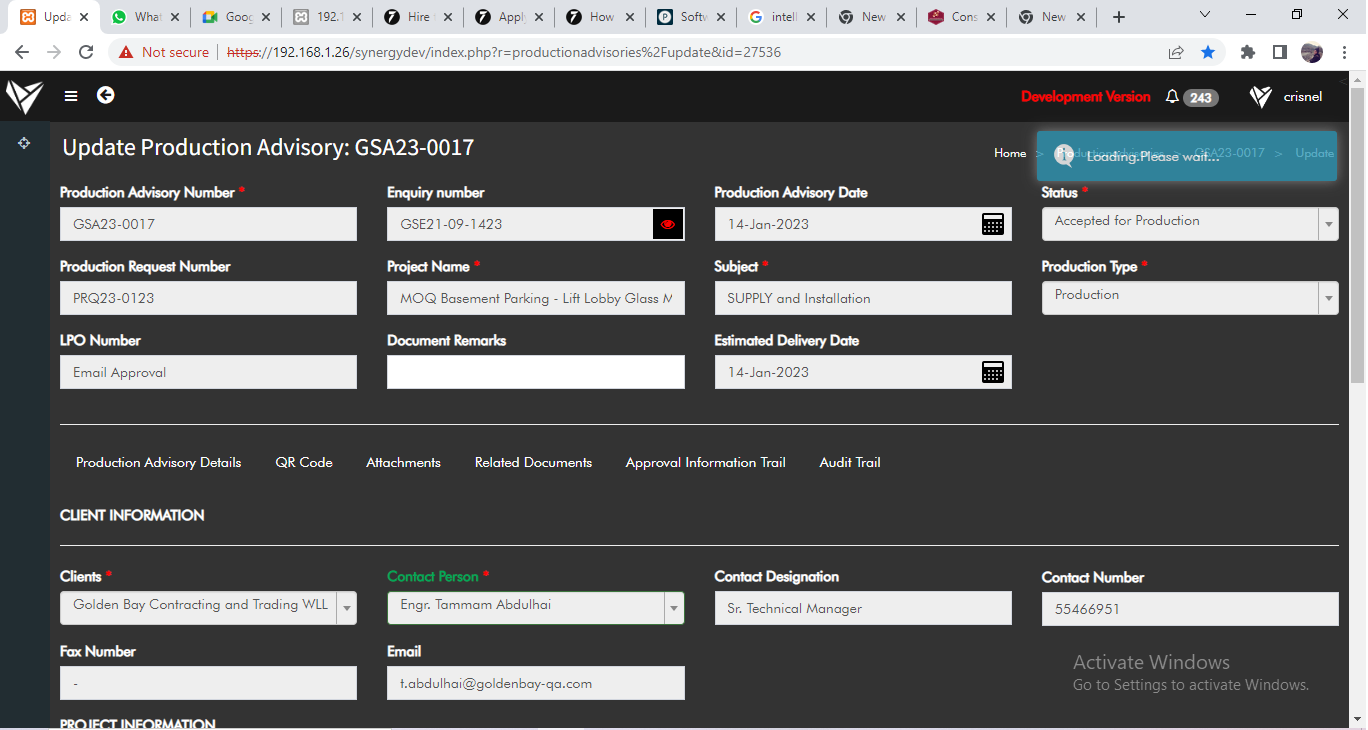 Upda What Goog 192.1 Hire Apply How Softw intell New Cons New
Not secure https://192.168.1.26/synergydev/index.php?r=productionadvisories%2Fupdate&id=27536
Development Version 243 crisnel
Update Production Advisory: GSA23-0017
Home > Productionadvisories > GSA23-0017 > Update
Loading.Please wait...
Production Advisory Number * Enquiry number Production Advisory Date Status *
GSA23-0017 GSE21-09-1423 14-Jan-2023 Accepted for Production
Production Request Number Project Name * Subject * Production Type *
PRQ23-0123 MOQ Basement Parking - Lift Lobby Glass M SUPPLY and Installation Production
LPO Number Document Remarks Estimated Delivery Date
Email Approval 14-Jan-2023
Production Advisory Details QR Code Attachments Related Documents Approval Information Trail Audit Trail
CLIENT INFORMATION
Clients * Contact Person * Contact Designation Contact Number
Golden Bay Contracting and Trading WLL Engr. Tammam Abdulhai Sr. Technical Manager 55466951
Fax Number Email
- t.abdulhai@goldenbay-qa.com
Activate Windows
Go to Settings to activate Windows.
PROJECT INFORMATION